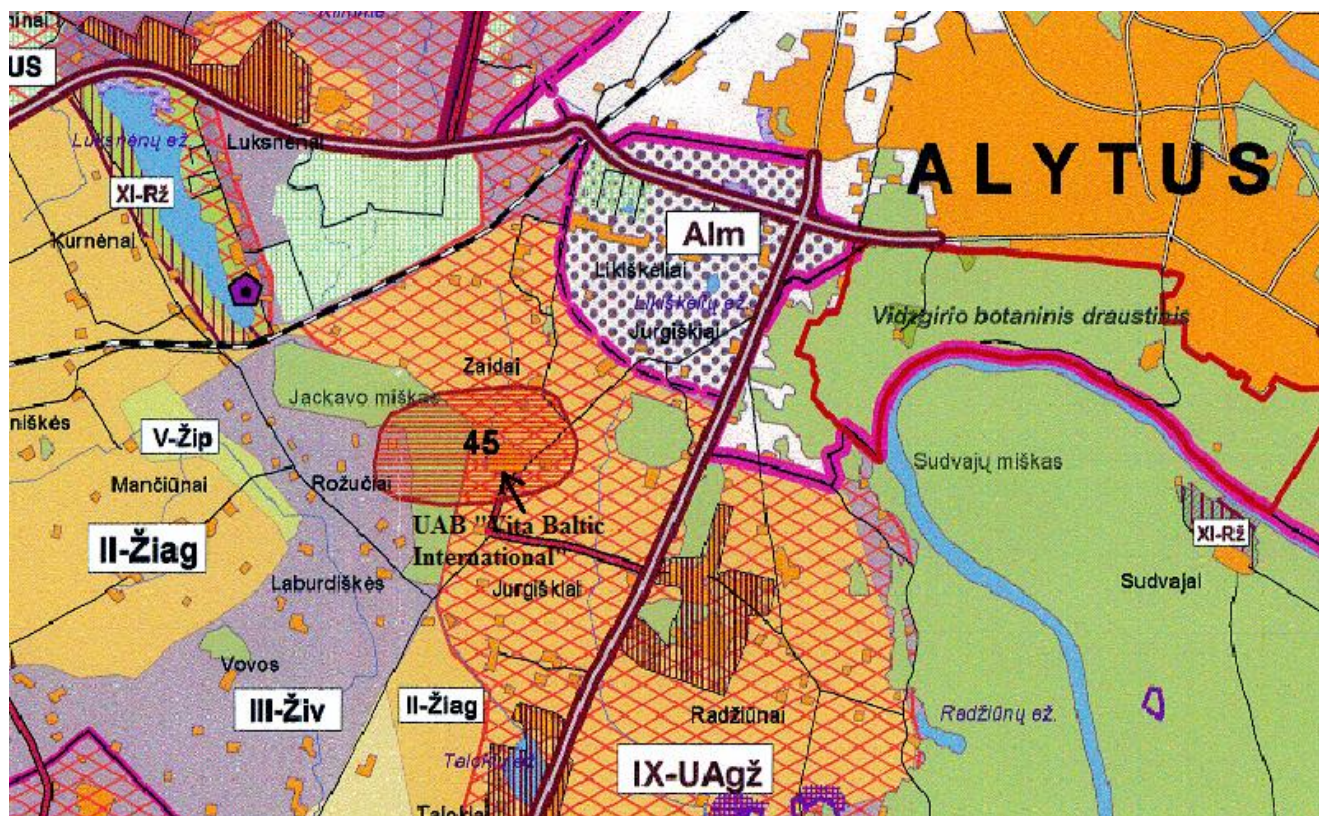 US
Luksnėnų ež.
Luksnėnai
ALYTUS
XI-Rž
Alm
Kurnėnai
Likiškėliai
Likiškėlių ež.
Vidzgirio botaninis draustinis
Jurgiškiai
Zaidai
Jackavo miškas
niškės
V-Žip
45
Sudvajų miškas
Mančiūnai
Rožučiai
UAB "Vita Baltic
International"
XI-Rž
II-Žiag
Laburdiškės
Jurgiškiai
Sudvajai
Vovos
III-Živ
II-Žiag
Radžiūnai
Radžiūnų ež.
IX-UAgž